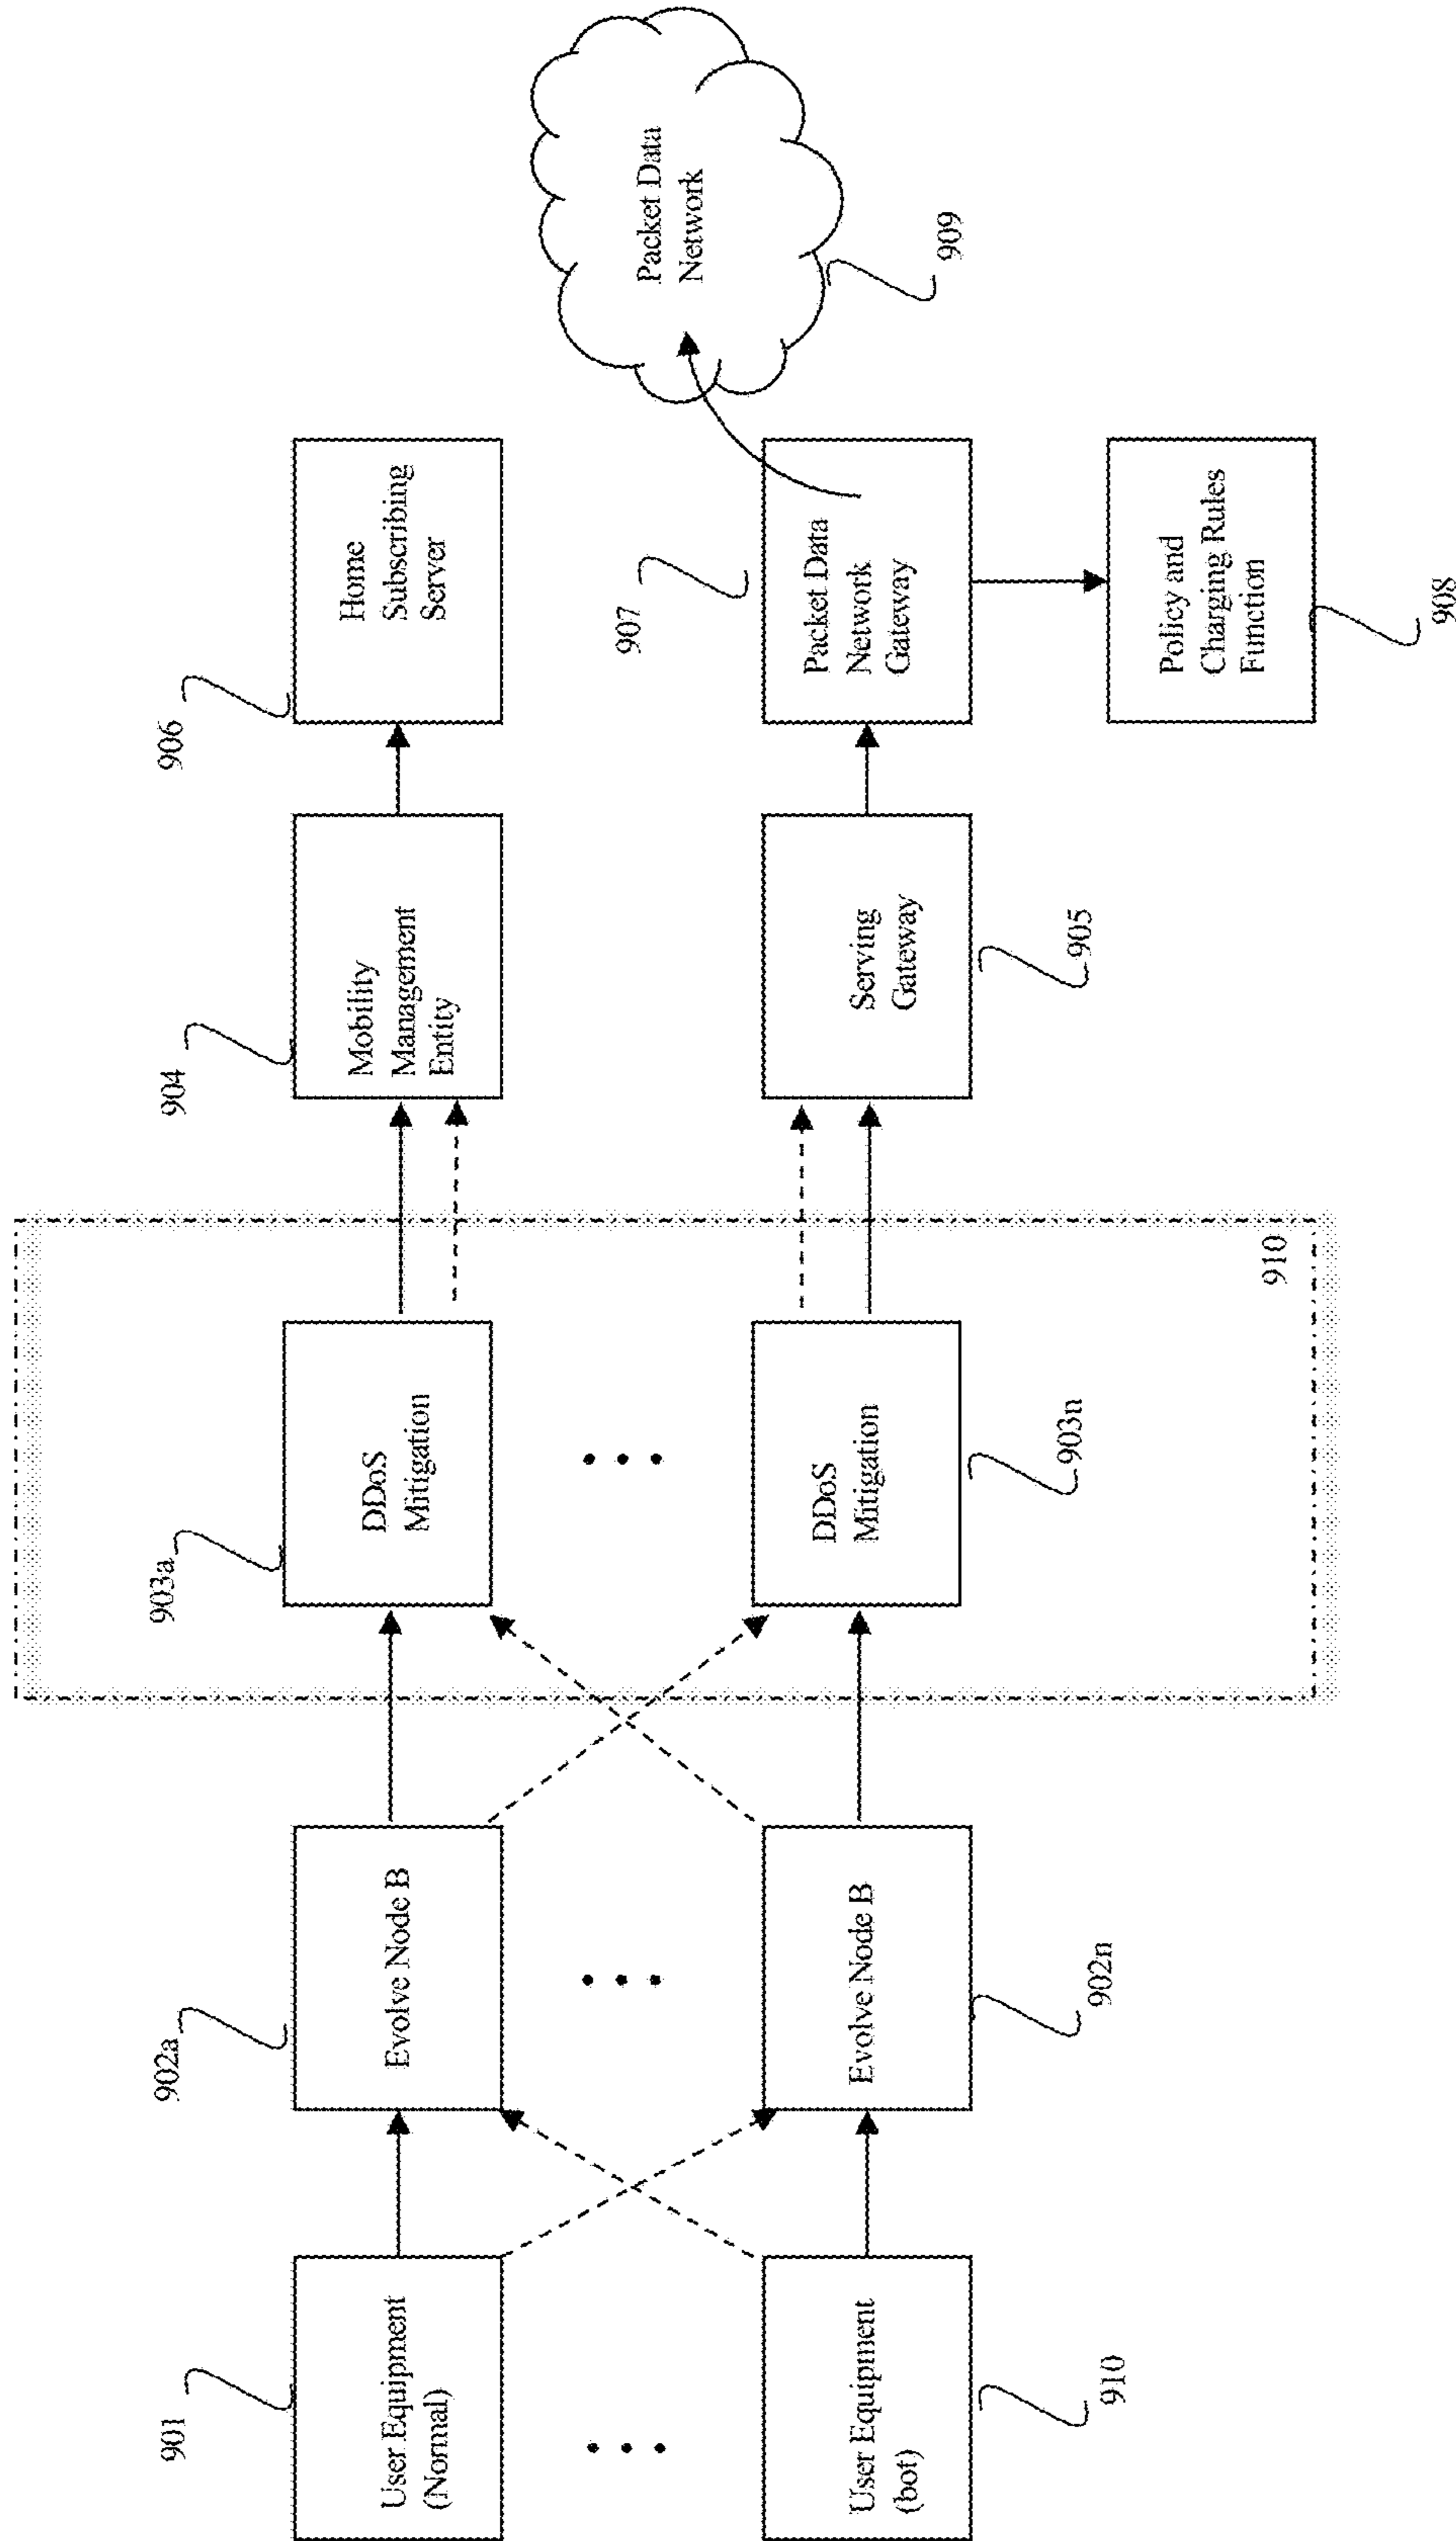 901
User Equipment
(Normal)
User Equipment
(bot)
910
902a
Evolve Node B
Evolve Node B
902n
903a
DDoS
Mitigation
DDoS
Mitigation
903n
910
904
Mobility
Management
Entity
Serving
Gateway
905
906
Home
Subscribing
Server
907
Packet Data
Network
Gateway
Policy and
Charging Rules
Function
908
Packet Data
Network
909